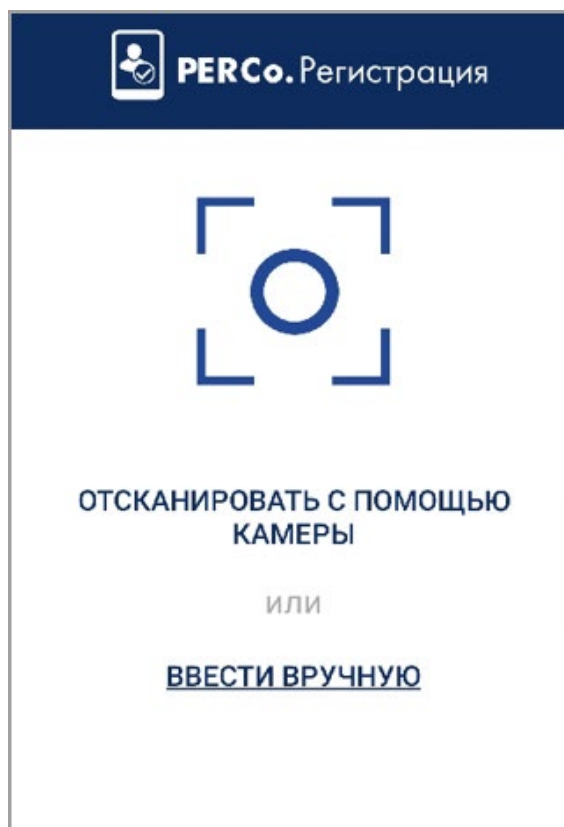 PERCo.Регистрация
ОТСКАНИРОВАТЬ С ПОМОЩЬЮ
КАМЕРЫ
или
ВВЕСТИ ВРУЧНУЮ